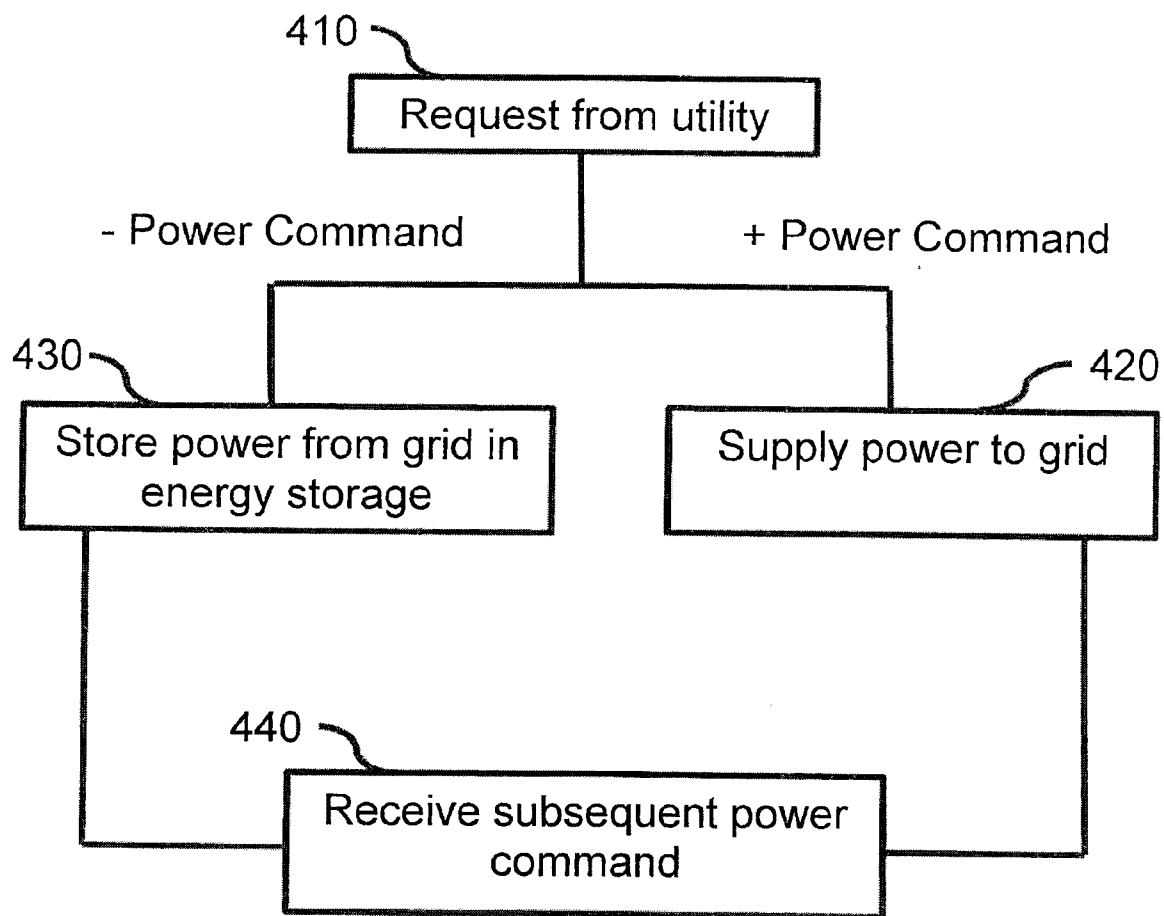 410
Request from utility
- Power Command
+ Power Command
430
420
Store power from grid in
energy storage
Supply power to grid
440
Receive subsequent power
command